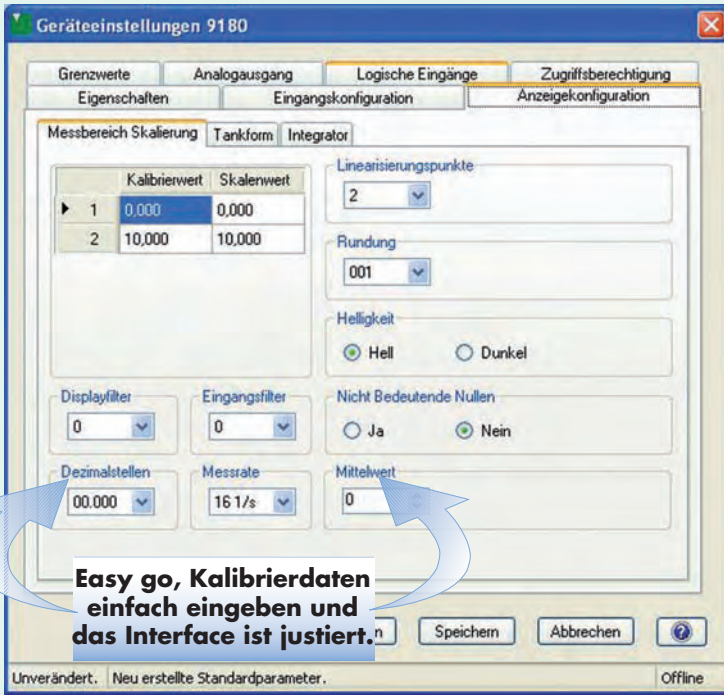 Geräteeinstellungen 9180
Grenzwerte Analogausgang Logische Eingänge Zugriffsberechtigung
Eigenschaften Eingangskonfiguration Anzeigekonfiguration
Messbereich Skalierung Tankform Integrator
Kalibrierwert Skalenwert
1 0,000 0,000
2 10,000 10,000
Linearisierungspunkte
2
Rundung
001
Helligkeit
Hell Dunkel
Displayfilter Eingangsfilter Nicht Bedeutende Nullen
0 0 Ja Nein
Dezimalstellen Messrate Mittelwert
00.000 16 1/s 0
Easy go, Kalibrierdaten
einfach eingeben und
das Interface ist justiert.
Speichern Abbrechen
Unverändert. Neu erstellte Standardparameter. Offline